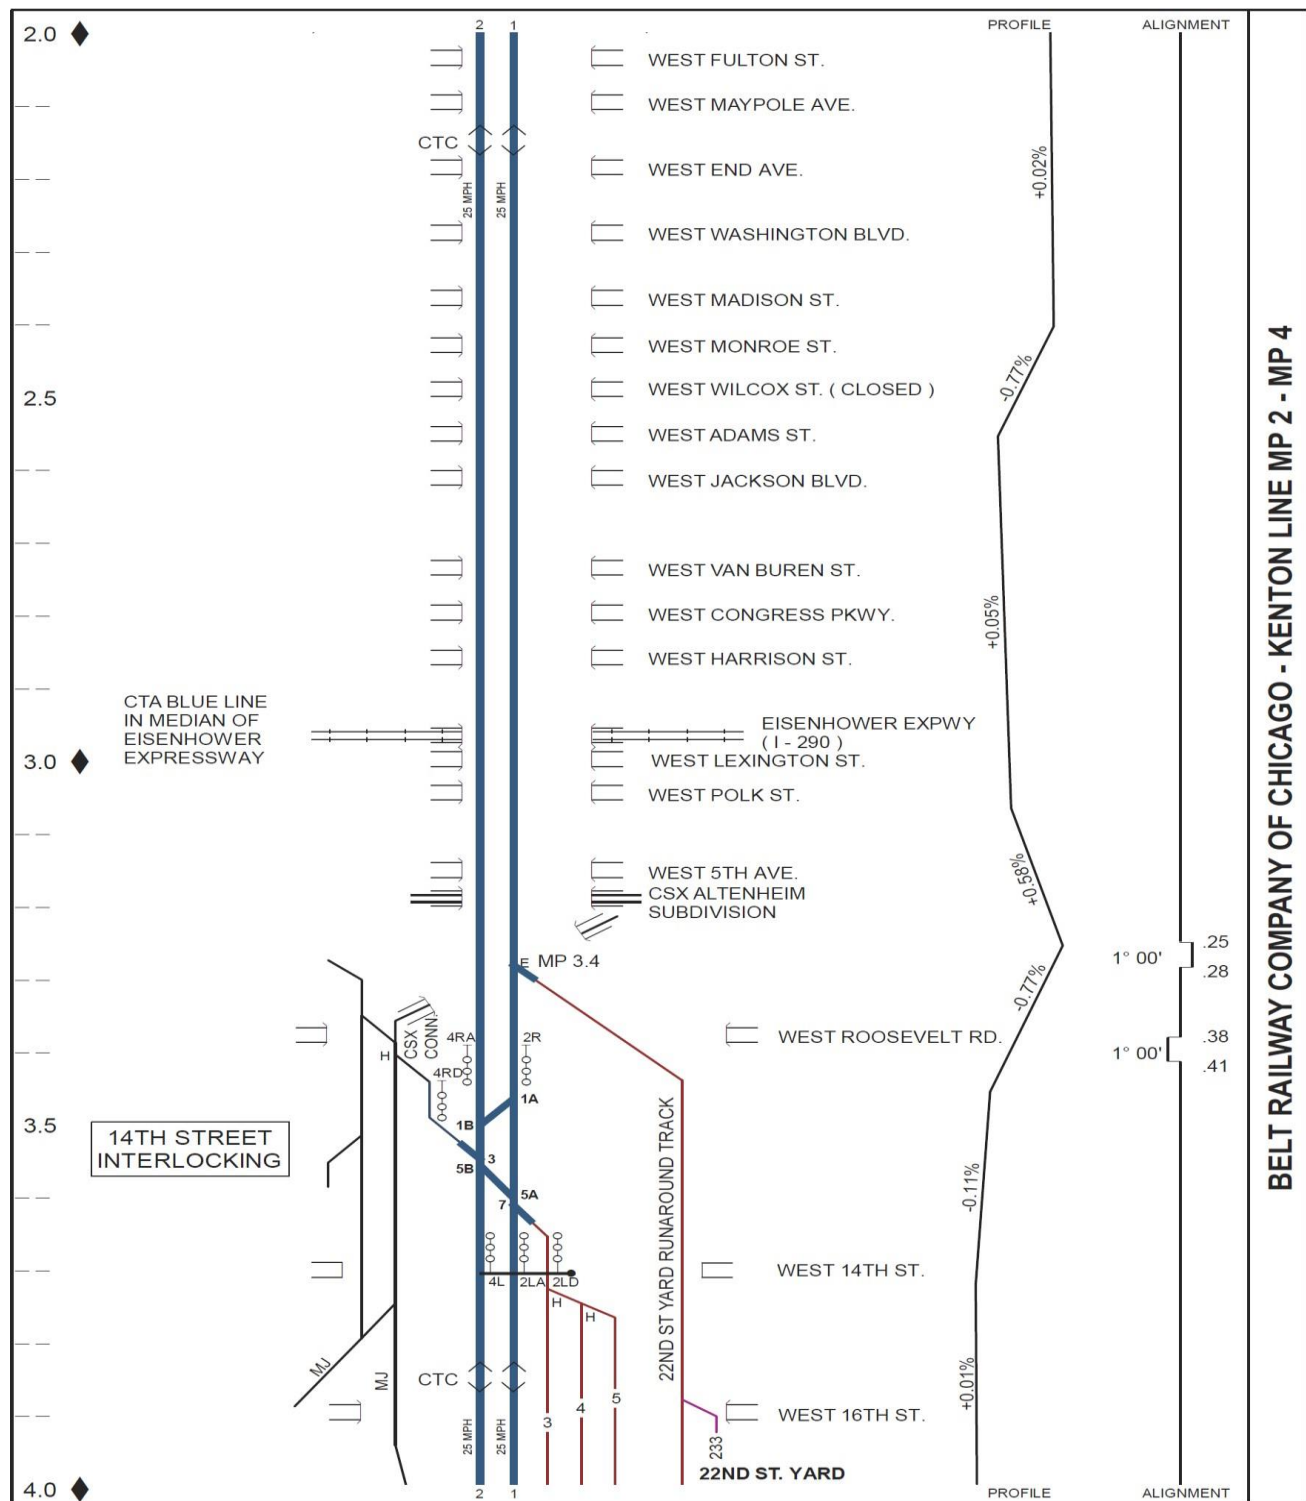 2 1 PROFILE ALIGNMENT
2.0
WEST FULTON ST.
WEST MAYPOLE AVE.
CTC
WEST END AVE.
+0.02%
25 MPH 25 MPH
WEST WASHINGTON BLVD.
WEST MADISON ST.
WEST MONROE ST.
-0.77%
WEST WILCOX ST. ( CLOSED )
2.5
WEST ADAMS ST.
WEST JACKSON BLVD.
WEST VAN BUREN ST.
WEST CONGRESS PKWY.
+0.05%
WEST HARRISON ST.
CTA BLUE LINE
IN MEDIAN OF
EISENHOWER
EXPRESSWAY
EISENHOWER EXPWY
( I - 290 )
3.0
WEST LEXINGTON ST.
WEST POLK ST.
WEST 5TH AVE.
+0.58%
CSX ALTENHEIM
SUBDIVISION
E MP 3.4
1° 00' .25
.28
-0.77%
CSX
CONN.
4RA 2R
WEST ROOSEVELT RD.
.38
1° 00'
.41
H
4RD
1A
1B
3.5
14TH STREET
INTERLOCKING
3
5B
5A
7
22ND ST YARD RUNAROUND TRACK
-0.11%
WEST 14TH ST.
4L 2LA 2LD
H
H
MJ
MJ
CTC
+0.01%
3 4 5
WEST 16TH ST.
25 MPH 25 MPH
233
22ND ST. YARD
4.0
2 1 PROFILE ALIGNMENT
BELT RAILWAY COMPANY OF CHICAGO - KENTON LINE MP 2 - MP 4